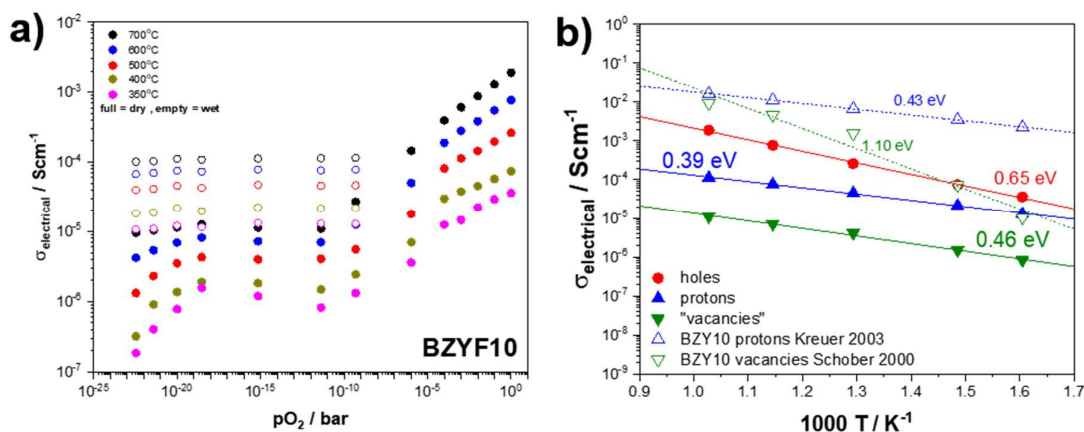 a)
10⁻²
10⁻³
10⁻⁴
10⁻⁵
10⁻⁶
10⁻⁷
σelectrical / Scm⁻¹
700°C
600°C
500°C
400°C
350°C
full = dry , empty = wet
BZYF10
10⁻²⁵ 10⁻²⁰ 10⁻¹⁵ 10⁻¹⁰ 10⁻⁵ 10⁰
pO₂ / bar
b)
10⁰
10⁻¹
10⁻²
10⁻³
10⁻⁴
10⁻⁵
10⁻⁶
10⁻⁷
10⁻⁸
10⁻⁹
σelectrical / Scm⁻¹
0.43 eV
1.10 eV
0.39 eV
0.65 eV
0.46 eV
holes
protons
"vacancies"
BZY10 protons Kreuer 2003
BZY10 vacancies Schober 2000
0.9 1.0 1.1 1.2 1.3 1.4 1.5 1.6 1.7
1000 T / K⁻¹